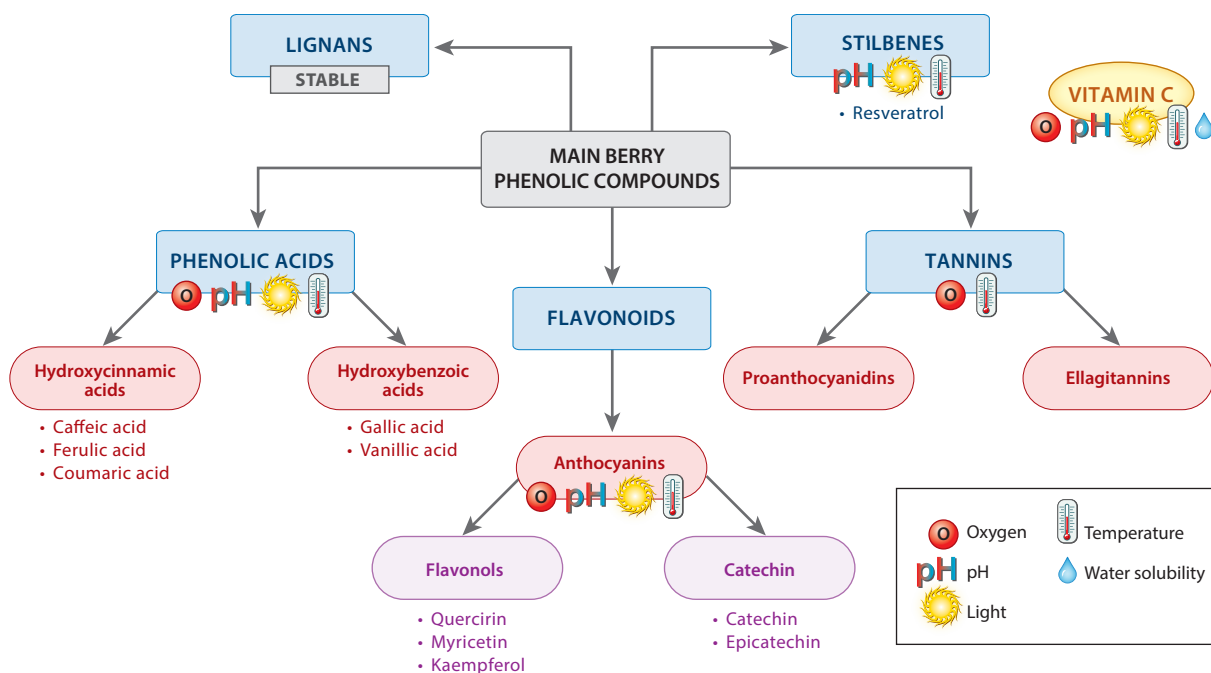 LIGNANS
STABLE
STILBENES
pH
• Resveratrol
VITAMIN C
O pH
MAIN BERRY
PHENOLIC COMPOUNDS
PHENOLIC ACIDS
O pH
FLAVONOIDS
TANNINS
O
Hydroxycinnamic
acids
• Caffeic acid
• Ferulic acid
• Coumaric acid
Hydroxybenzoic
acids
• Gallic acid
• Vanillic acid
Proanthocyanidins
Ellagitannins
Anthocyanins
O pH
Flavonols
• Quercirin
• Myricetin
• Kaempferol
Catechin
• Catechin
• Epicatechin
O Oxygen
pH pH
Light
Temperature
Water solubility